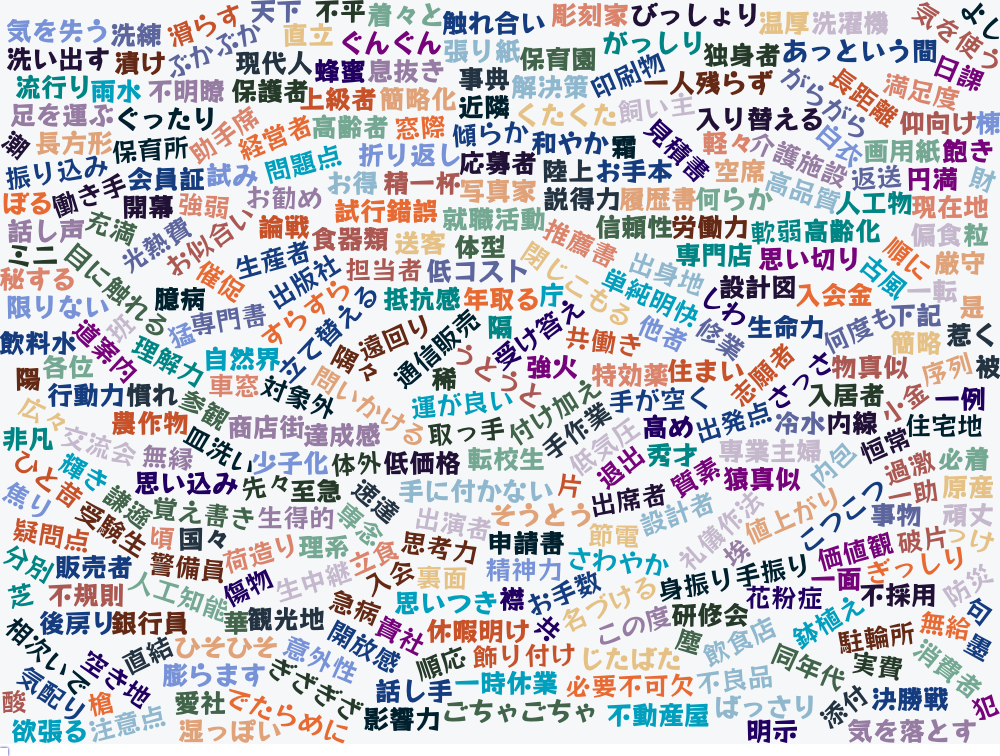 気を失う
洗練
滑らす
天下
不平
着々と
触れ合い
彫刻家
びっしょり
温厚
洗濯機
気を使う
よし
洗い出す
漬け
ぶかぶか
直立
ぐんぐん
張り紙
保育園
がっしり
独身者
あっという間
日課
現代人
蜂蜜
息抜き
事典
解決策
印刷物
一人残らず
がらがら
長距離
満足度
流行り
雨水
不明瞭
保護者
上級者
簡略化
近隣
くたくた
飼い主
入り替える
白衣
仰向け
棟
足を運ぶ
ぐったり
助手席
経営者
高齢者
窓際
傾らか
和やか
霜
見積書
軽々
介護施設
画用紙
飽き
潮
長方形
保育所
問題点
折り返し
応募者
陸上
お手本
空席
高品質
返送
円満
財
振り込み
会員証
試み
お得
精一杯
写真家
説得力
履歴書
何らか
人工物
現在地
ぼる
働き手
開幕
強弱
お勧め
試行錯誤
就職活動
信頼性
労働力
軟弱
高齢化
偏食
粒
話し声
充満
光熱費
お似合い
論戦
食器類
送客
体型
推薦書
専門店
思い切り
順に
厳守
ミニ
目に触れる
催促
生産者
担当者
低コスト
閉じこもる
出身地
単純明快
設計図
入会金
古風
一転
秘する
臆病
出版社
抵抗感
年取る
庁
しわ
是
限りない
班
猛
専門書
すらすら
立て替える
隔
受け答え
共働き
他者
修業
生命力
何度も
下記
惹く
飲料水
道案内
理解力
自然界
隅々
遠回り
通信販売
うとうと
強火
特効薬
住まい
志願者
さっさ
物真似
簡略
序列
被
陽
各位
車窓
対象外
問いかける
稀
行動力
慣れ
参観
運が良い
付け加え
手が空く
入居者
小金
一例
広々
農作物
商店街
達成感
取っ手
手作業
低気圧
高め
出発点
冷水
内線
住宅地
非凡
交流会
無縁
皿洗い
少子化
体外
低価格
転校生
退出
秀才
専業主婦
内包
恒常
過激
必着
ひと昔
輝き
思い込み
先々
至急
速達
手に付かない
片
出席者
質素
猿真似
こつこつ
一助
原産
焦り
謙遜
覚え書き
生得的
専念
出演者
そうとう
設計者
礼儀作法
値上がり
事物
頑丈
疑問点
受験生
頃
国々
荷造り
理系
思考力
申請書
節電
挨
価値観
破片
っけ
分別
販売者
警備員
生中継
立食
入会
裏面
精神力
さわやか
身振り手振り
一面
ぎっしり
芝
不規則
人工知能
傷物
急病
思いつき
襟
お手数
名づける
花粉症
不採用
防災
後戻り
銀行員
華
観光地
貴社
休暇明け
共
この度
研修会
鉢植え
駐輪所
無給
句
墨
相次いで
空き地
直結
ひそひそ
意外性
開放感
順応
飾り付け
じたばた
塵
飲食店
同年代
実費
消費者
気配り
膨らます
ぎざぎざ
話し手
一時休業
必要不可欠
不良品
酸
槍
愛社
でたらめに
影響力
ごちゃごちゃ
不動産屋
ばっさり
添付
決勝戦
犯
欲張る
注意点
湿っぽい
明示
気を落とす